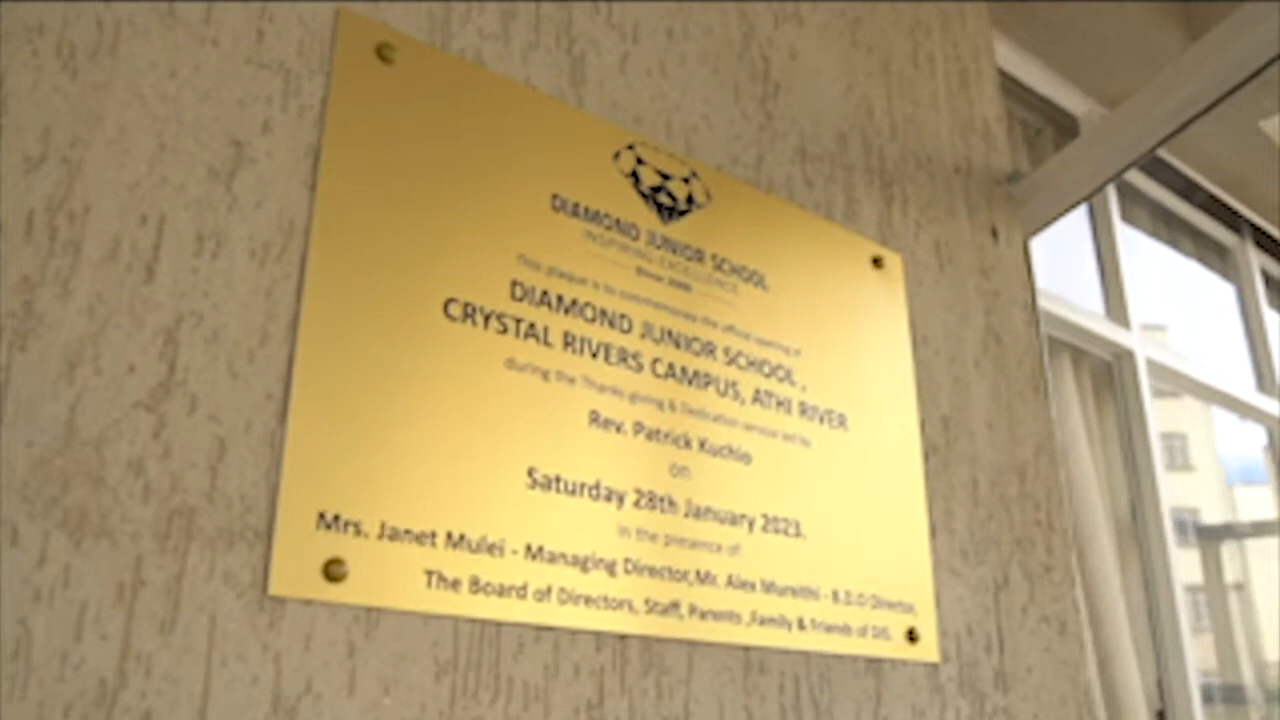 DIAMOND JUNIOR SCHOOL
INSPIRING EXCELLENCE
Since
This plaque is to commemorate the official opening of
DIAMOND JUNIOR SCHOOL ,
CRYSTAL RIVERS CAMPUS, ATHI RIVER
during the Thanks giving & Dedication service led by
Rev. Patrick Kuchio
on
Saturday 28th January 2023.
in the presence of:
Mrs. Janet Mulei - Managing Director,Mr. Alex Mureithi - B.D.O Director,
The Board of Directors, Staff, Parents ,Family & friends of DJS.